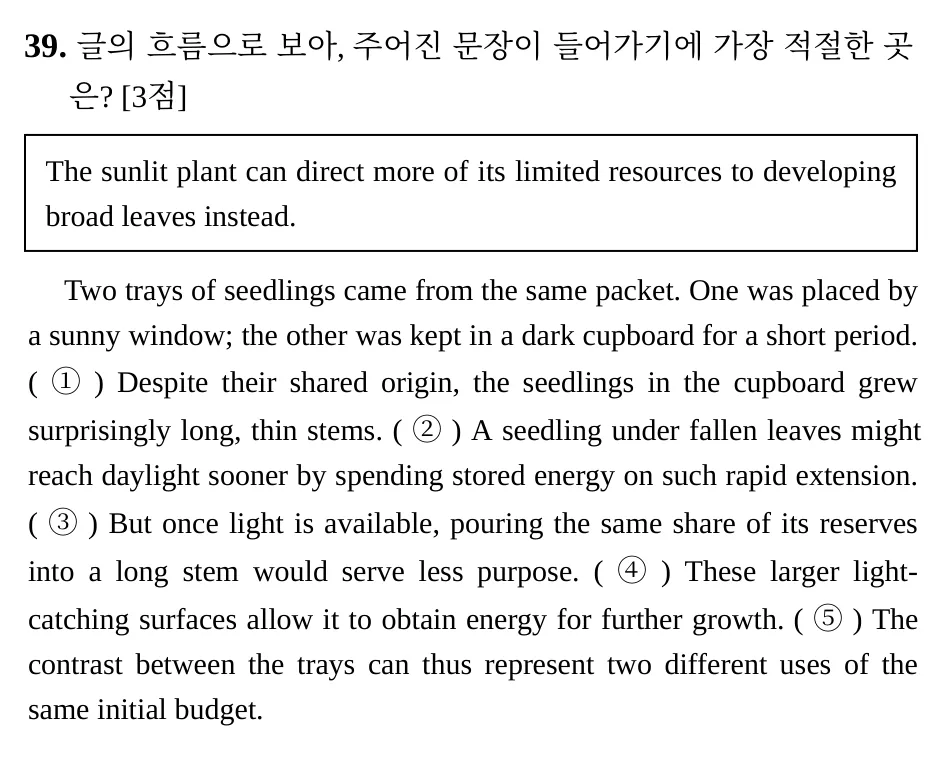 39. 글의 흐름으로 보아, 주어진 문장이 들어가기에 가장 적절한 곳
은? [3점]
The sunlit plant can direct more of its limited resources to developing
broad leaves instead.
Two trays of seedlings came from the same packet. One was placed by
a sunny window; the other was kept in a dark cupboard for a short period.
( ① ) Despite their shared origin, the seedlings in the cupboard grew
surprisingly long, thin stems. ( ② ) A seedling under fallen leaves might
reach daylight sooner by spending stored energy on such rapid extension.
( ③ ) But once light is available, pouring the same share of its reserves
into a long stem would serve less purpose. ( ④ ) These larger light-
catching surfaces allow it to obtain energy for further growth. ( ⑤ ) The
contrast between the trays can thus represent two different uses of the
same initial budget.